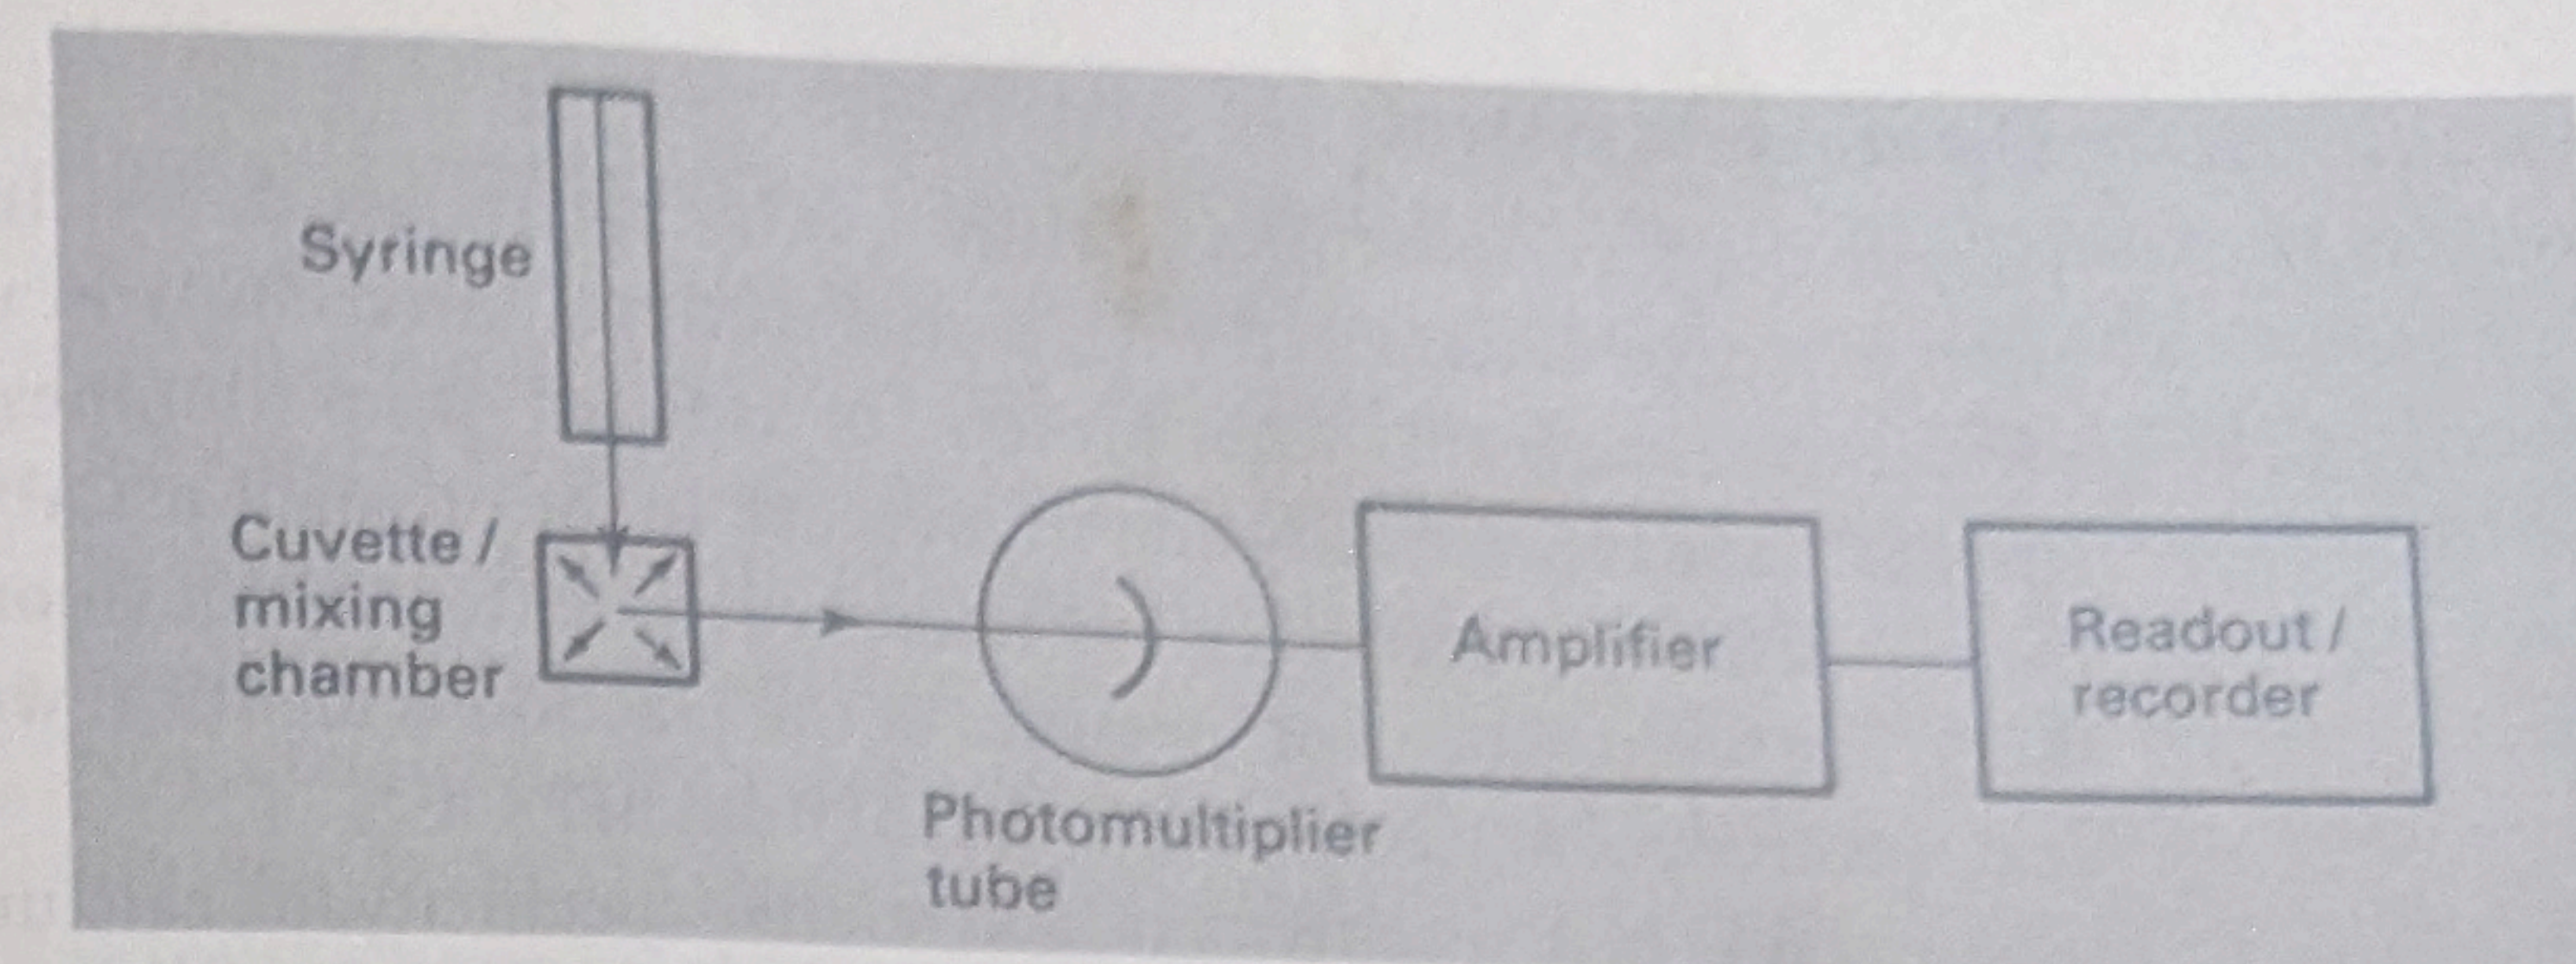 Syringe
Cuvette /
mixing
chamber
Photomultiplier
tube
Amplifier
Readout /
recorder